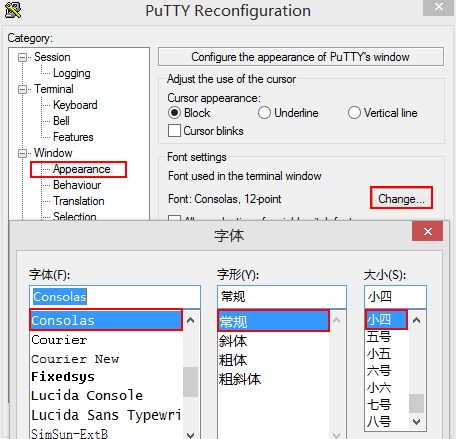 PuTTY Reconfiguration
Category:
Session
Logging
Terminal
Keyboard
Bell
Features
Window
Appearance
Behaviour
Translation
Selection
Configure the appearance of PuTTY's window
Adjust the use of the cursor
Cursor appearance:
Block
Underline
Vertical line
Cursor blinks
Font settings
Font used in the terminal window
Font: Consolas, 12-point
Change...
字体
字体(F):
Consolas
Consolas
Courier
Courier New
Fixedsys
Lucida Console
Lucida Sans Typewri
SimSun-ExtB
字形(Y):
常规
常规
斜体
粗体
粗斜体
大小(S):
小四
小四
五号
小五
六号
小六
七号
八号